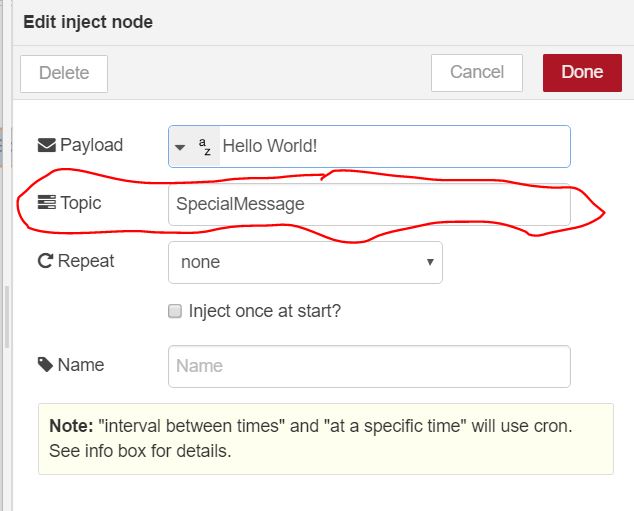 Edit inject node
Delete
Cancel
Done
Payload
az
Hello World!
Topic
SpecialMessage
Repeat
none
Inject once at start?
Name
Name
Note: "interval between times" and "at a specific time" will use cron.
See info box for details.